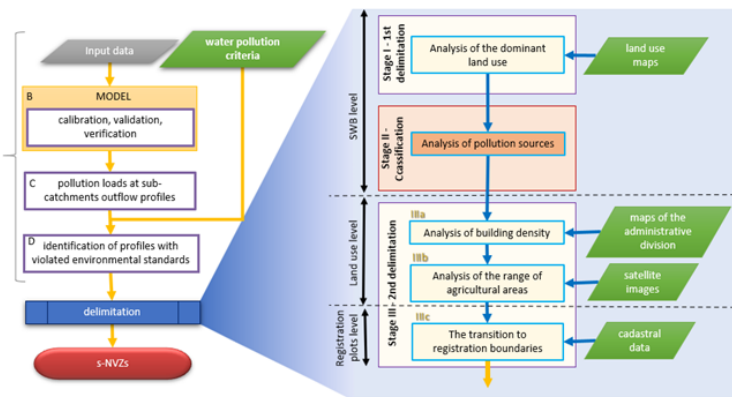 Input data
water pollution
criteria
B
MODEL
calibration, validation,
verification
C
pollution loads at sub-
catchments outflow profiles
D
identification of profiles with
violated environmental standards
delimitation
s-NVZs
SWB level
Stage I - 1st
delimitation
Analysis of the dominant
land use
land use
maps
Stage II -
Ccassification
Analysis of pollution sources
Land use level
Stage III - 2nd delimitation
IIIa
Analysis of building density
maps of the
administrative
division
IIIb
Analysis of the range of
agricultural areas
satellite
images
Registration
plots level
IIIc
The transition to
registration boundaries
cadastral
data